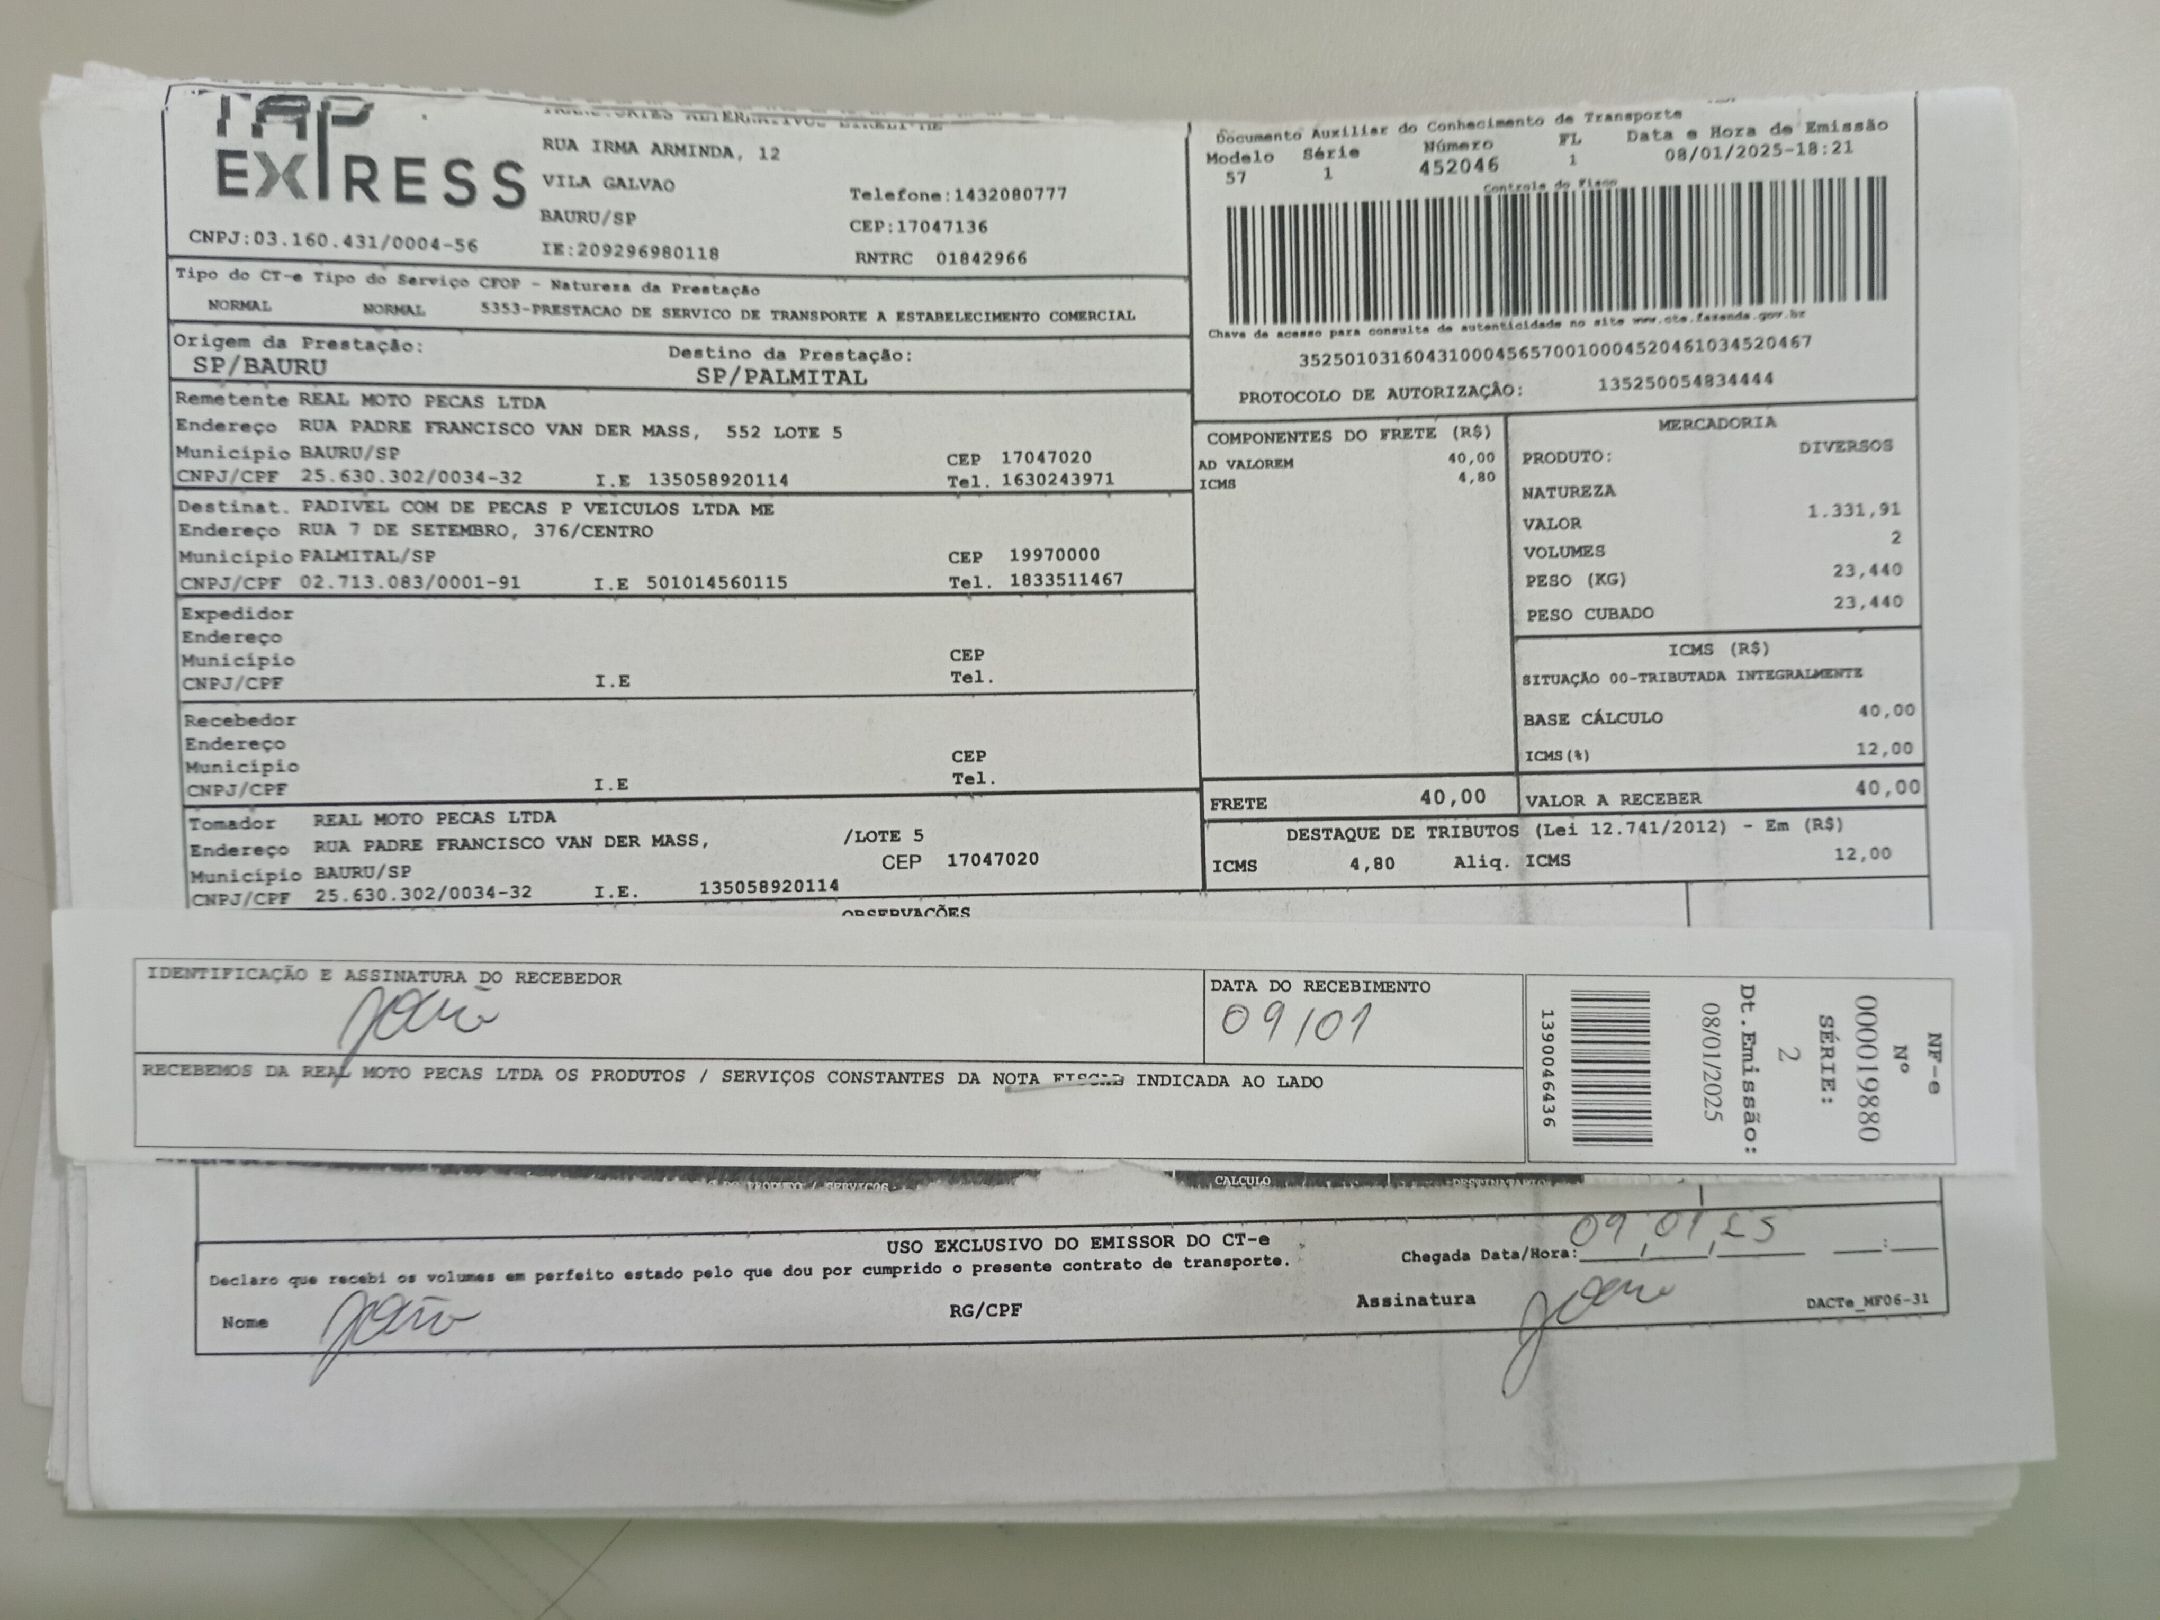 TAP
EXPRESS
RUA IRMA ARMINDA, 12
VILA GALVAO
Telefone:1432080777
BAURU/SP
CEP:17047136
CNPJ:03.160.431/0004-56
IE:209296980118
RNTRC 01842966
Documento Auxiliar do Conhecimento de Transporte
Modelo Série Número FL Data e Hora de Emissão
57 1 452046 1 08/01/2025-18:21
Controle do Fisco
Chave de acesso para consulta de autenticidade no site www.cte.fazenda.gov.br
35250103160431000456570010004520461034520467
PROTOCOLO DE AUTORIZAÇÃO: 135250054834444
Tipo do CT-e Tipo do Serviço CFOP - Natureza da Prestação
NORMAL NORMAL 5353-PRESTACAO DE SERVICO DE TRANSPORTE A ESTABELECIMENTO COMERCIAL
Origem da Prestação: Destino da Prestação:
SP/BAURU SP/PALMITAL
Remetente REAL MOTO PECAS LTDA
Endereço RUA PADRE FRANCISCO VAN DER MASS, 552 LOTE 5
Município BAURU/SP CEP 17047020
CNPJ/CPF 25.630.302/0034-32 I.E 135058920114 Tel. 1630243971
Destinat. PADIVEL COM DE PECAS P VEICULOS LTDA ME
Endereço RUA 7 DE SETEMBRO, 376/CENTRO
Município PALMITAL/SP CEP 19970000
CNPJ/CPF 02.713.083/0001-91 I.E 501014560115 Tel. 1833511467
Expedidor
Endereço
Município CEP
CNPJ/CPF I.E Tel.
Recebedor
Endereço
Município CEP
CNPJ/CPF I.E Tel.
Tomador REAL MOTO PECAS LTDA
Endereço RUA PADRE FRANCISCO VAN DER MASS, /LOTE 5
Município BAURU/SP CEP 17047020
CNPJ/CPF 25.630.302/0034-32 I.E. 135058920114
COMPONENTES DO FRETE (R$)
AD VALOREM 40,00
ICMS 4,80
MERCADORIA
PRODUTO: DIVERSOS
NATUREZA
VALOR 1.331,91
VOLUMES 2
PESO (KG) 23,440
PESO CUBADO 23,440
ICMS (R$)
SITUAÇÃO 00-TRIBUTADA INTEGRALMENTE
BASE CÁLCULO 40,00
ICMS(%) 12,00
FRETE 40,00 VALOR A RECEBER 40,00
DESTAQUE DE TRIBUTOS (Lei 12.741/2012) - Em (R$)
ICMS 4,80 Aliq. ICMS 12,00
OBSERVAÇÕES
IDENTIFICAÇÃO E ASSINATURA DO RECEBEDOR
João
DATA DO RECEBIMENTO
09/01
RECEBEMOS DA REAL MOTO PECAS LTDA OS PRODUTOS / SERVIÇOS CONSTANTES DA NOTA FISCAL INDICADA AO LADO
NF-e
Nº
000019880
SÉRIE:
2
Dt.Emissão:
08/01/2025
1390046436
CALCULO
USO EXCLUSIVO DO EMISSOR DO CT-e
Chegada Data/Hora: 09/01/25 :
Declaro que recebi os volumes em perfeito estado pelo que dou por cumprido o presente contrato de transporte.
Nome João RG/CPF Assinatura João
DACTe_MF06-31